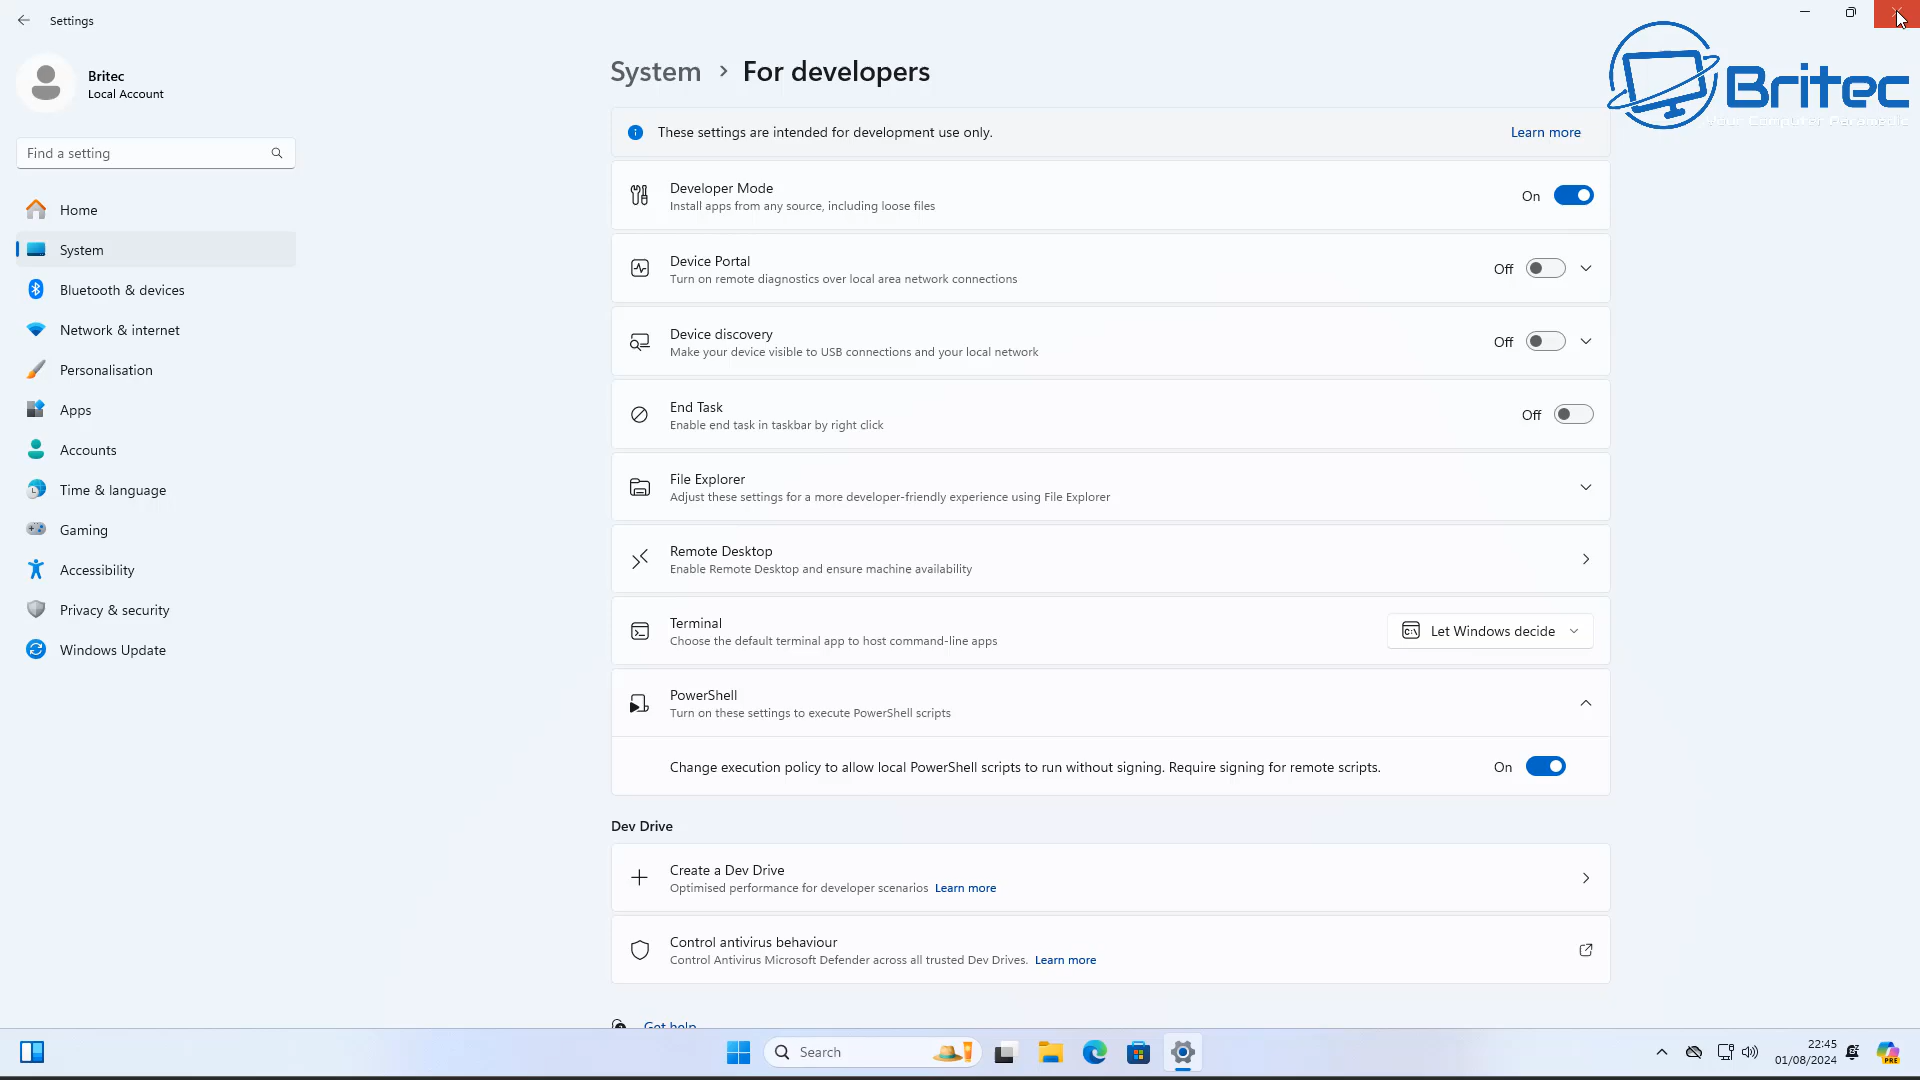 Settings
Britec
Local Account
Find a setting
Home
System
Bluetooth & devices
Network & internet
Personalisation
Apps
Accounts
Time & language
Gaming
Accessibility
Privacy & security
Windows Update
System > For developers
Britec
Your Computer Forensic
These settings are intended for development use only.
Learn more
Developer Mode
Install apps from any source, including loose files
On
Device Portal
Turn on remote diagnostics over local area network connections
Off
Device discovery
Make your device visible to USB connections and your local network
Off
End Task
Enable end task in taskbar by right click
Off
File Explorer
Adjust these settings for a more developer-friendly experience using File Explorer
Remote Desktop
Enable Remote Desktop and ensure machine availability
Terminal
Choose the default terminal app to host command-line apps
Let Windows decide
PowerShell
Turn on these settings to execute PowerShell scripts
Change execution policy to allow local PowerShell scripts to run without signing. Require signing for remote scripts.
On
Dev Drive
Create a Dev Drive
Optimised performance for developer scenarios Learn more
Control antivirus behaviour
Control Antivirus Microsoft Defender across all trusted Dev Drives. Learn more
Get help
Search
22:45
01/08/2024
PRE